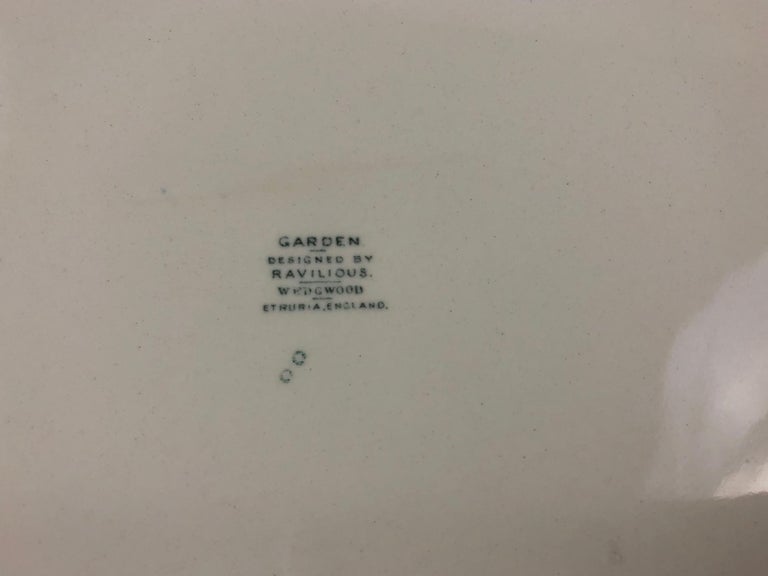 GARDEN
DESIGNED BY
RAVILIOUS.
WEDGWOOD
ETRURIA, ENGLAND.